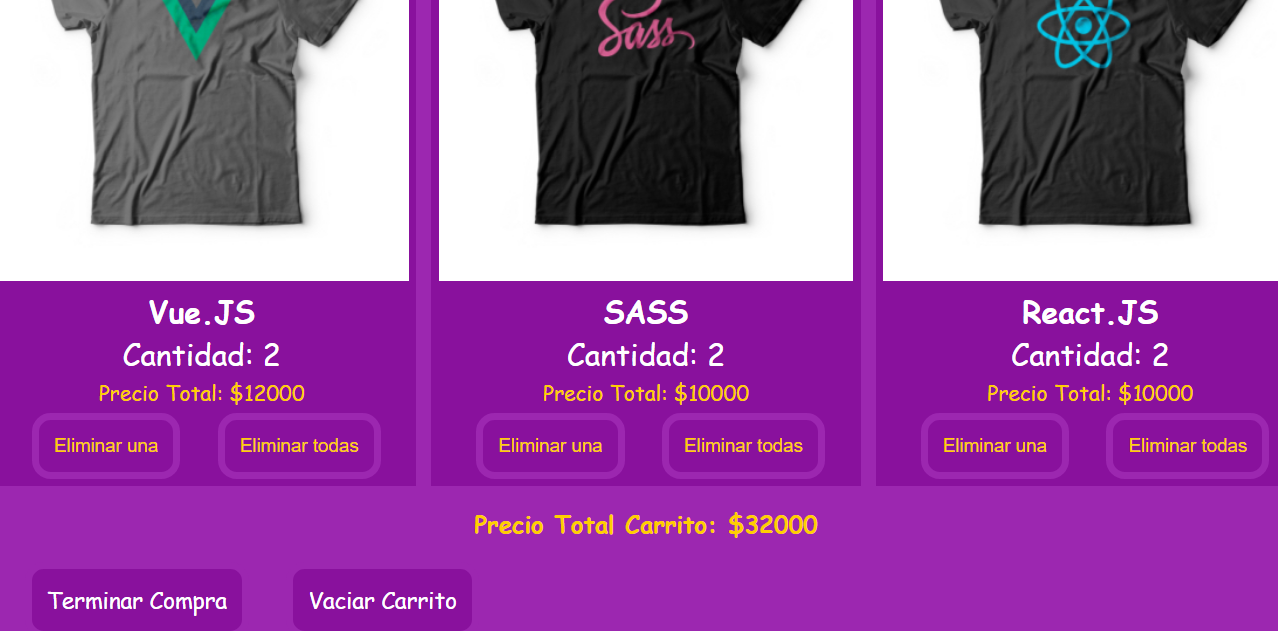 Sass
Vue.JS
Cantidad: 2
Precio Total: $12000
Eliminar una
Eliminar todas
SASS
Cantidad: 2
Precio Total: $10000
Eliminar una
Eliminar todas
React.JS
Cantidad: 2
Precio Total: $10000
Eliminar una
Eliminar todas
Precio Total Carrito: $32000
Terminar Compra
Vaciar Carrito